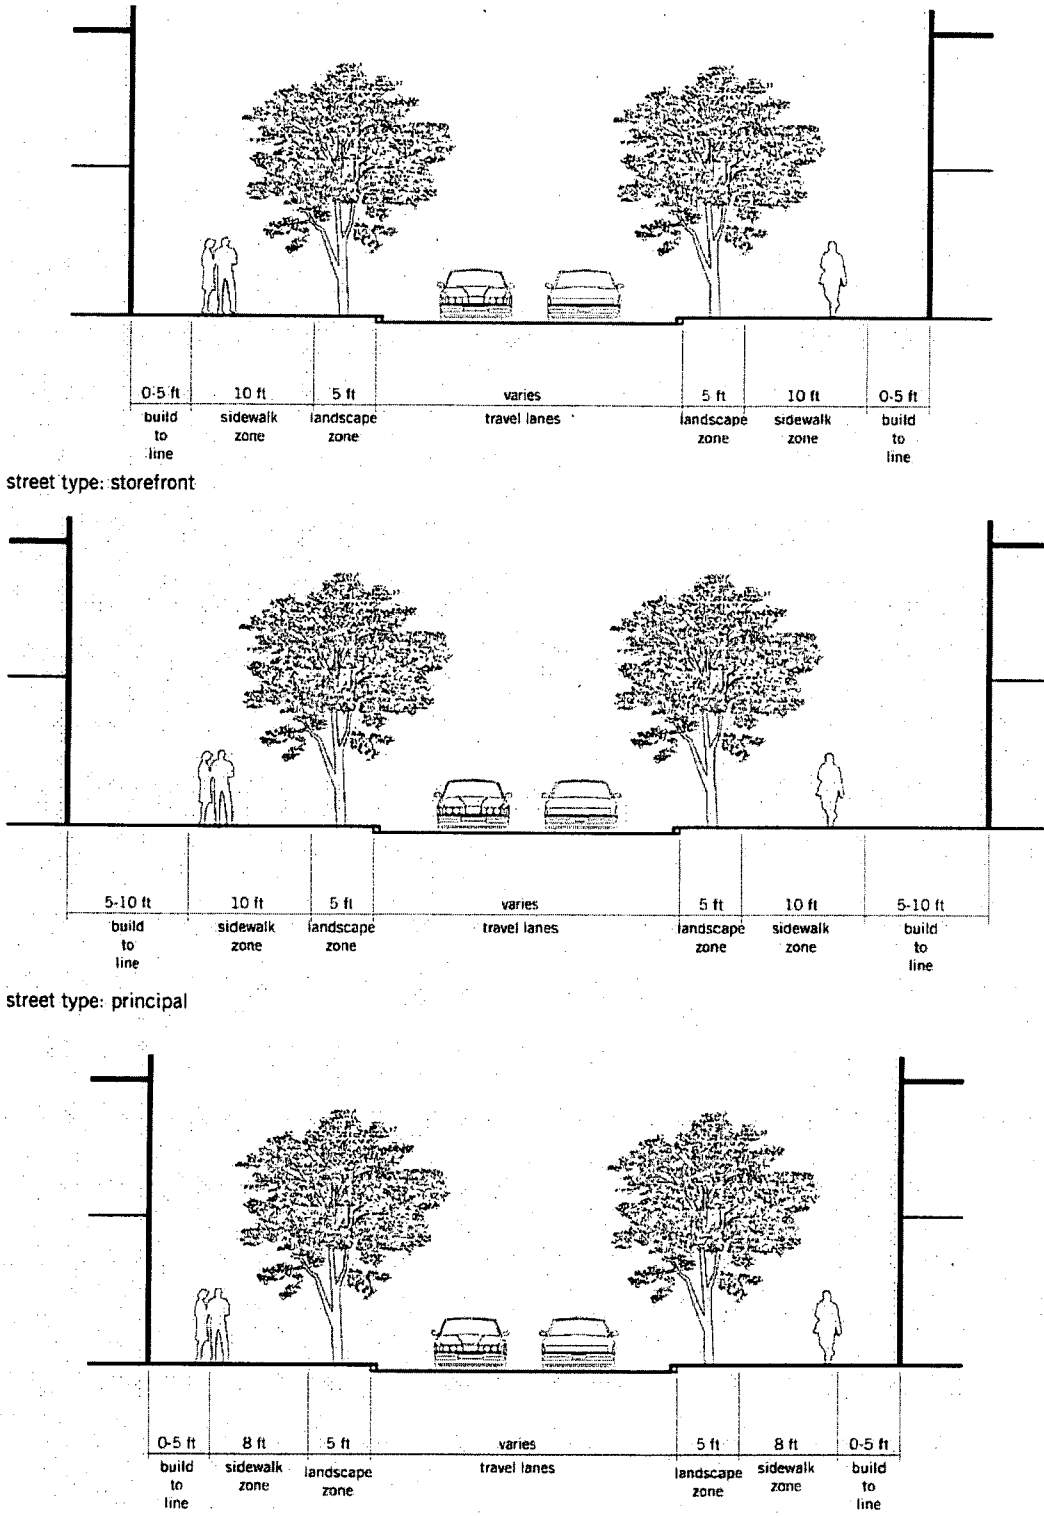 0-5 ft 10 ft 5 ft varies 5 ft 10 ft 0-5 ft
build sidewalk landscape travel lanes landscape sidewalk build
to zone zone zone zone to
line line
street type: storefront
5-10 ft 10 ft 5 ft varies 5 ft 10 ft 5-10 ft
build sidewalk landscape travel lanes landscape sidewalk build
to zone zone zone zone to
line line
street type: principal
0-5 ft 8 ft 5 ft varies 5 ft 8 ft 0-5 ft
build sidewalk landscape travel lanes landscape sidewalk build
to zone zone zone zone to
line line